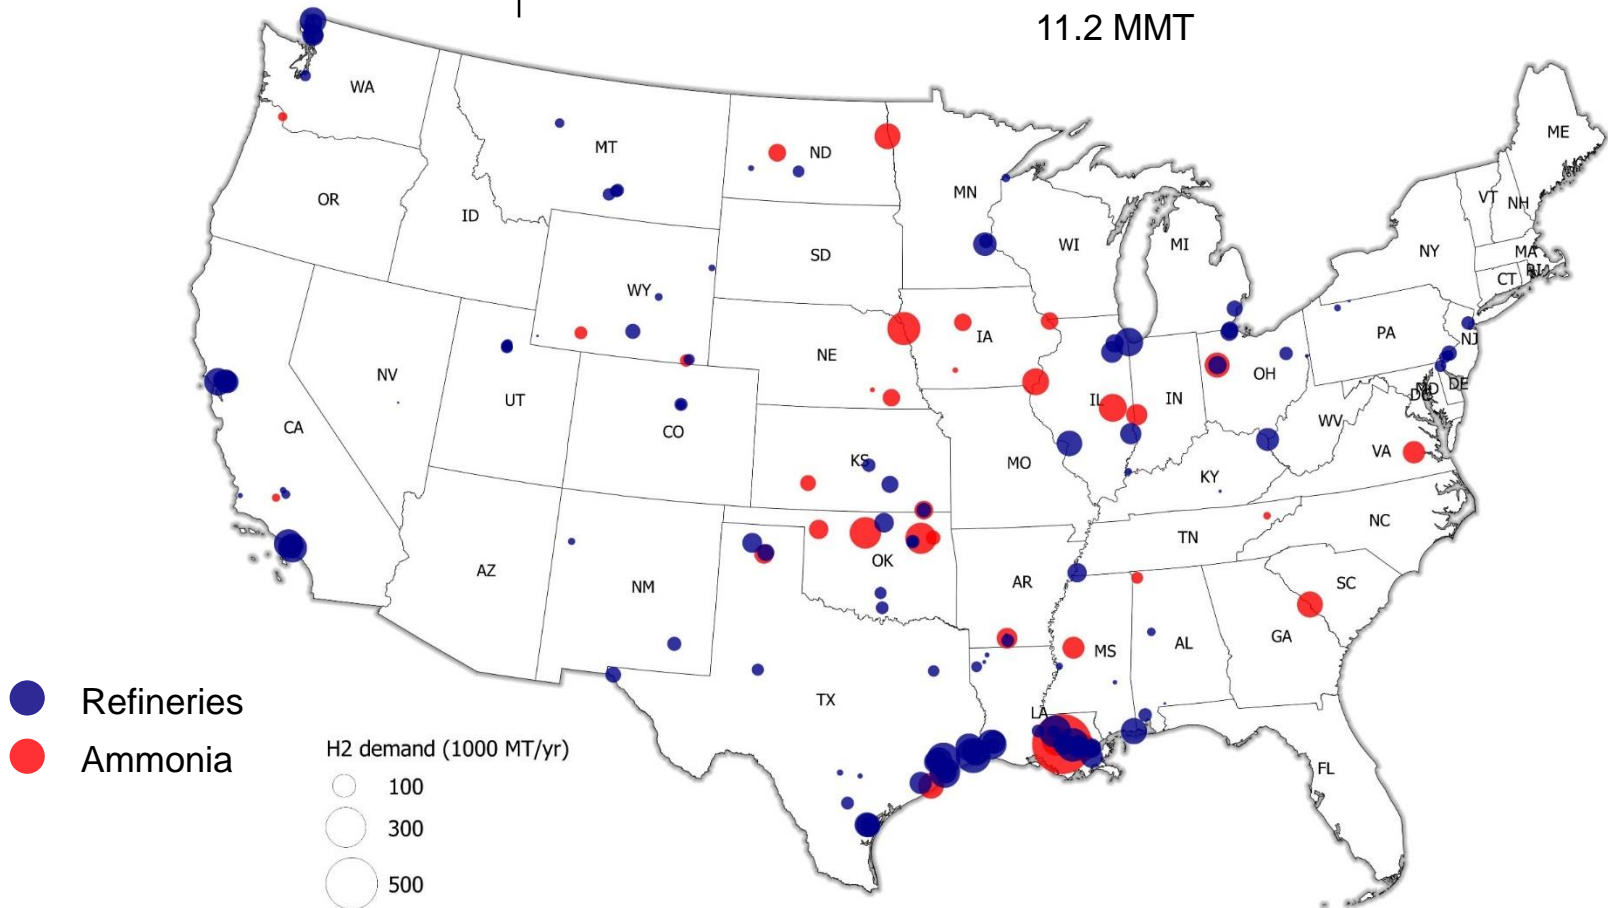 11.2 MMT
WA
ME
MT
ND
MN
OR
ID
VT
NH
WI
MI
NY
MA
SD
RI
CT
WY
IA
PA
NJ
NE
NV
OH
DE
MD
DC
UT
IL
IN
CA
CO
WV
KS
MO
VA
KY
NC
TN
OK
AZ
NM
AR
SC
GA
MS
AL
TX
LA
FL
Refineries
Ammonia
H2 demand (1000 MT/yr)
100
300
500